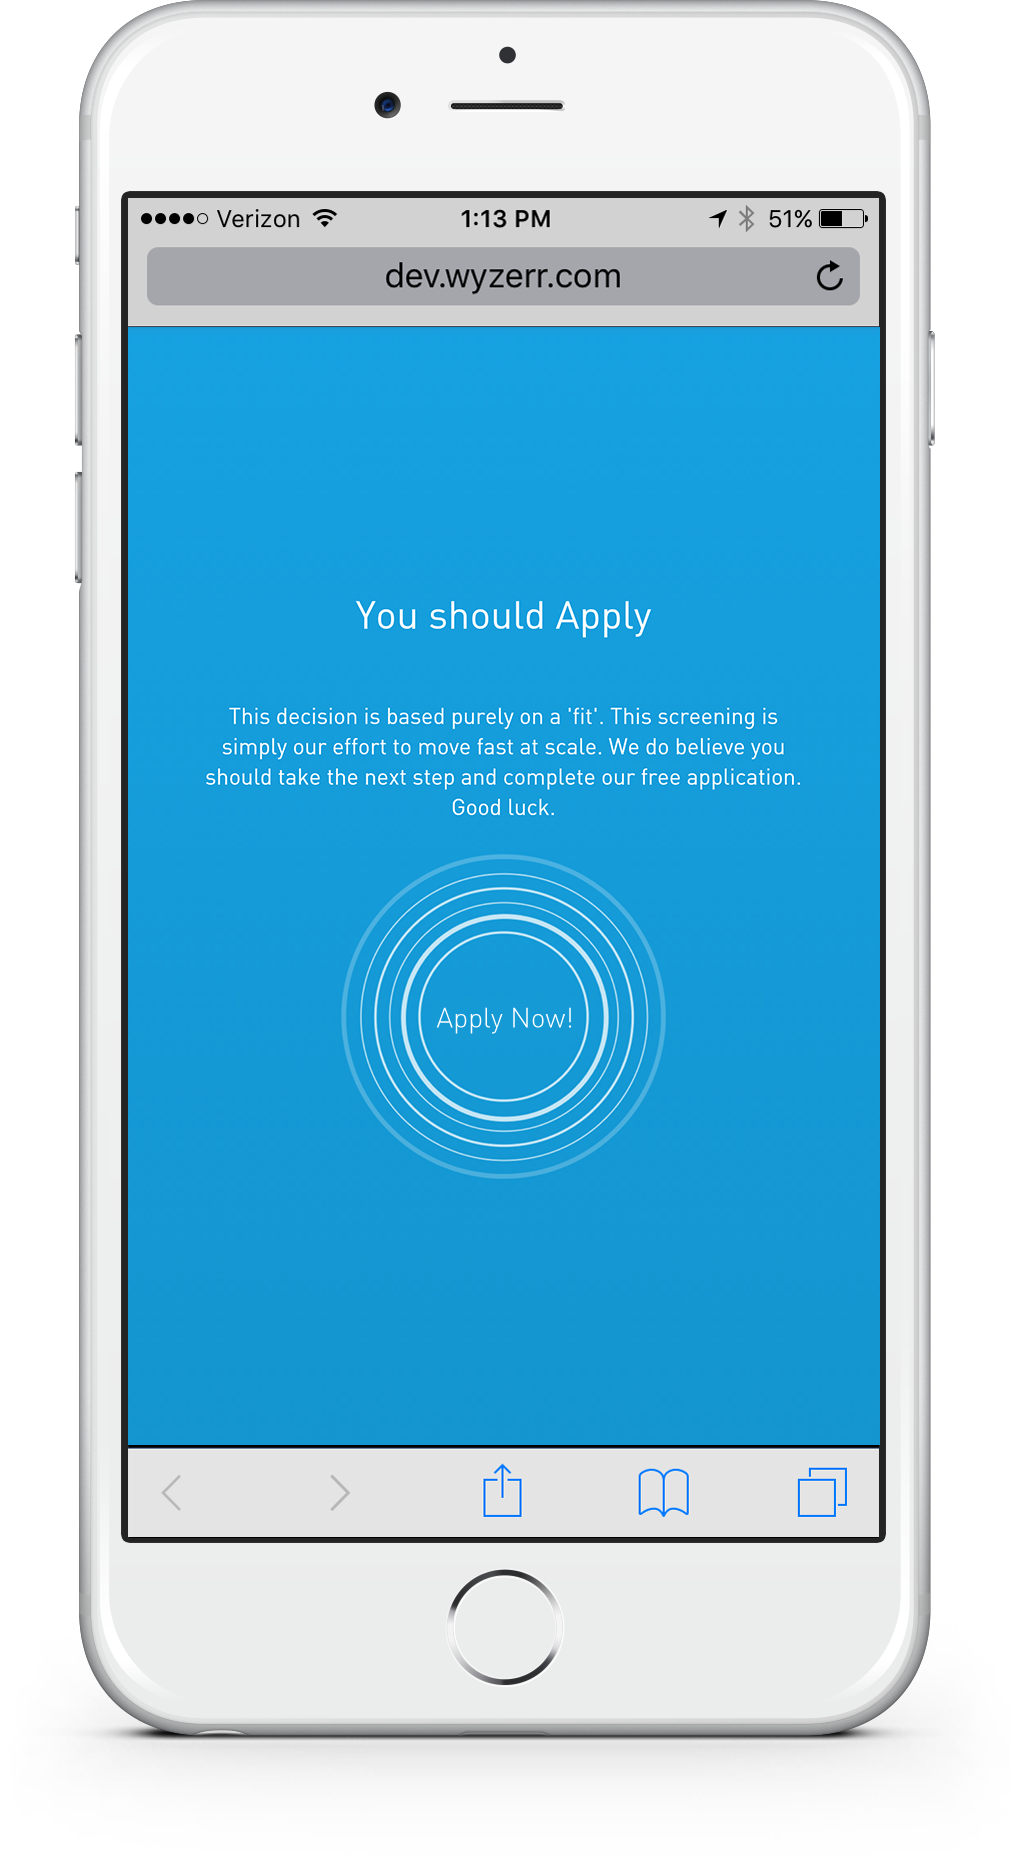 Verizon 1:13 PM 51%
dev.wyzerr.com
You should Apply
This decision is based purely on a 'fit'. This screening is
simply our effort to move fast at scale. We do believe you
should take the next step and complete our free application.
Good luck.
Apply Now!